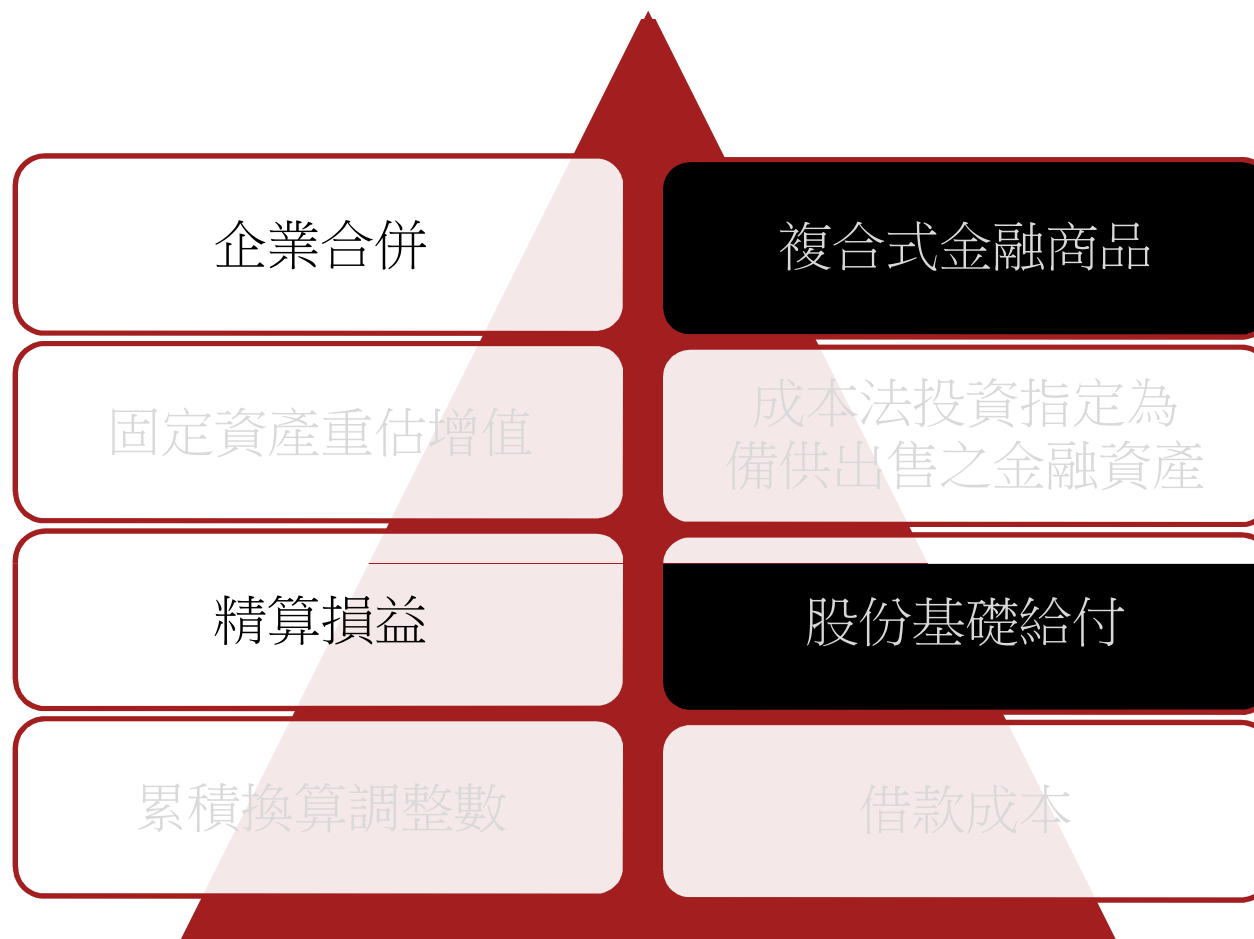 企業合併
複合式金融商品
固定資產重估增值
成本法投資指定為
備供出售之金融資產
精算損益
股份基礎給付
累積換算調整數
借款成本